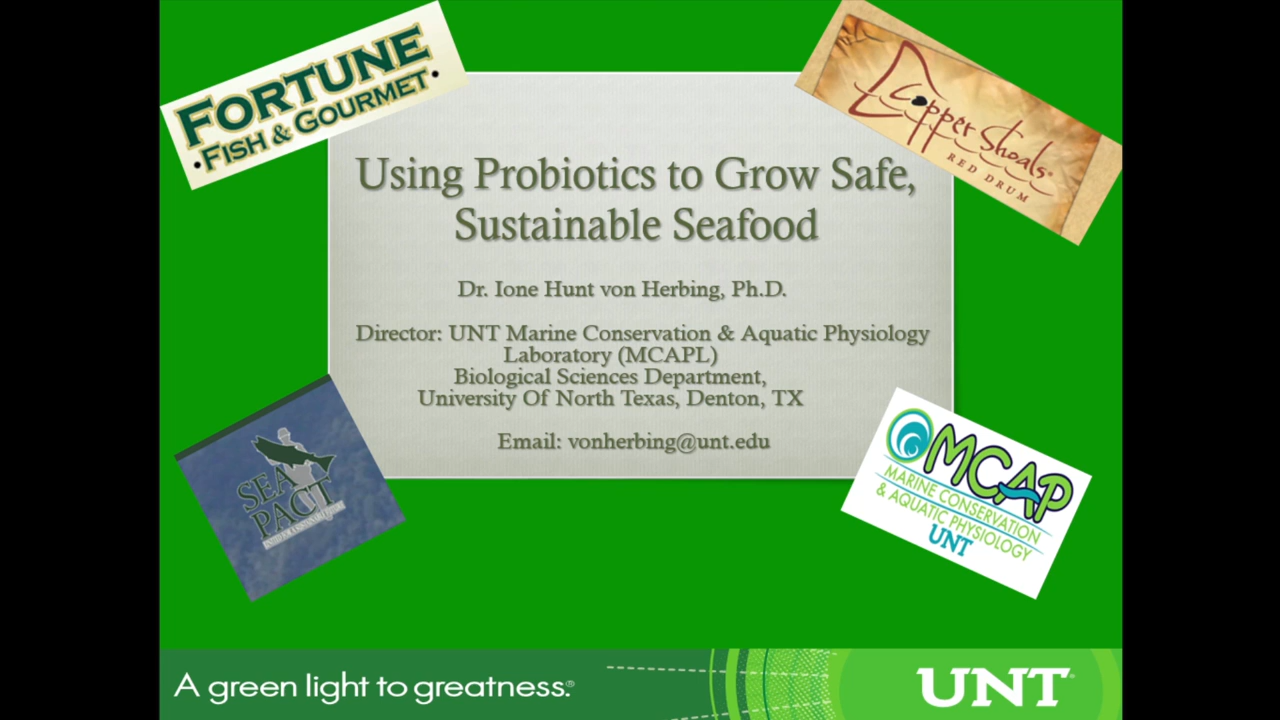 FORTUNE
•FISH & GOURMET•
Copper Shoals®
RED DRUM
Using Probiotics to Grow Safe,
Sustainable Seafood
Dr. Ione Hunt von Herbing, Ph.D.
Director: UNT Marine Conservation & Aquatic Physiology
Laboratory (MCAPL)
Biological Sciences Department,
University Of North Texas, Denton, TX
Email: vonherbing@unt.edu
SEA
PACT
MCAP
MARINE CONSERVATION
& AQUATIC PHYSIOLOGY
UNT
A green light to greatness.®
UNT